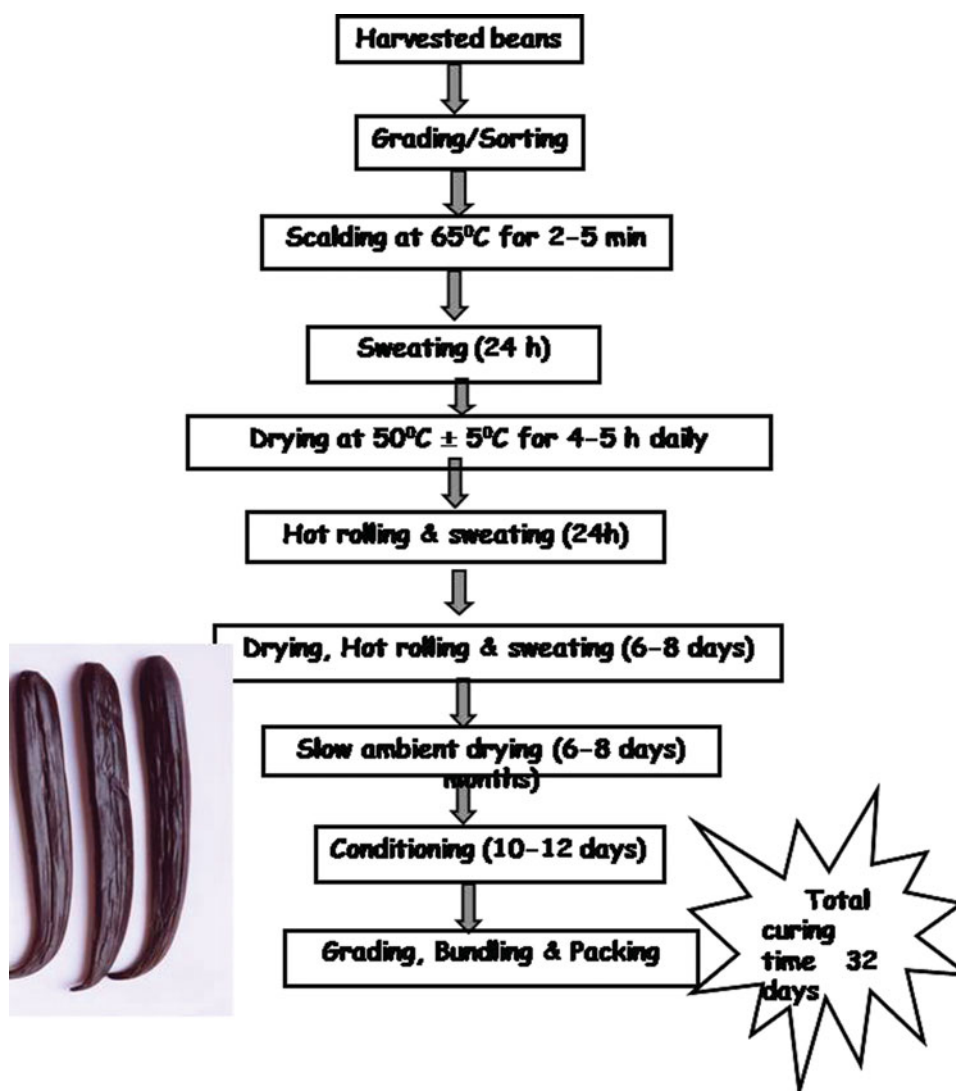 Harvested beans
Grading/Sorting
Scalding at 65⁰C for 2-5 min
Sweating (24 h)
Drying at 50⁰C ± 5⁰C for 4-5 h daily
Hot rolling & sweating (24h)
Drying, Hot rolling & sweating (6-8 days)
Slow ambient drying (6-8 days)
months)
Conditioning (10-12 days)
Grading, Bundling & Packing
Total
curing
time 32
days